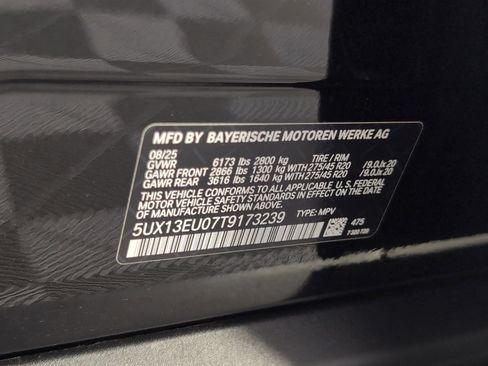 MFD BY BAYERISCHE MOTOREN WERKE AG
08/25
GVWR 6173 lbs 2800 kg TIRE / RIM
GAWR FRONT 2866 lbs 1300 kg WITH 275/45 R20 / 9.0Jx20
GAWR REAR 3616 lbs 1640 kg WITH 275/45 R20 / 9.0Jx20
THIS VEHICLE CONFORMS TO ALL APPLICABLE U.S. FEDERAL
MOTOR VEHICLE SAFETY AND THEFT PREVENTION STANDARDS
IN EFFECT ON THE DATE OF MANUFACTURE SHOWN ABOVE.
5UX13EU07T9173239 TYPE: MPV
475